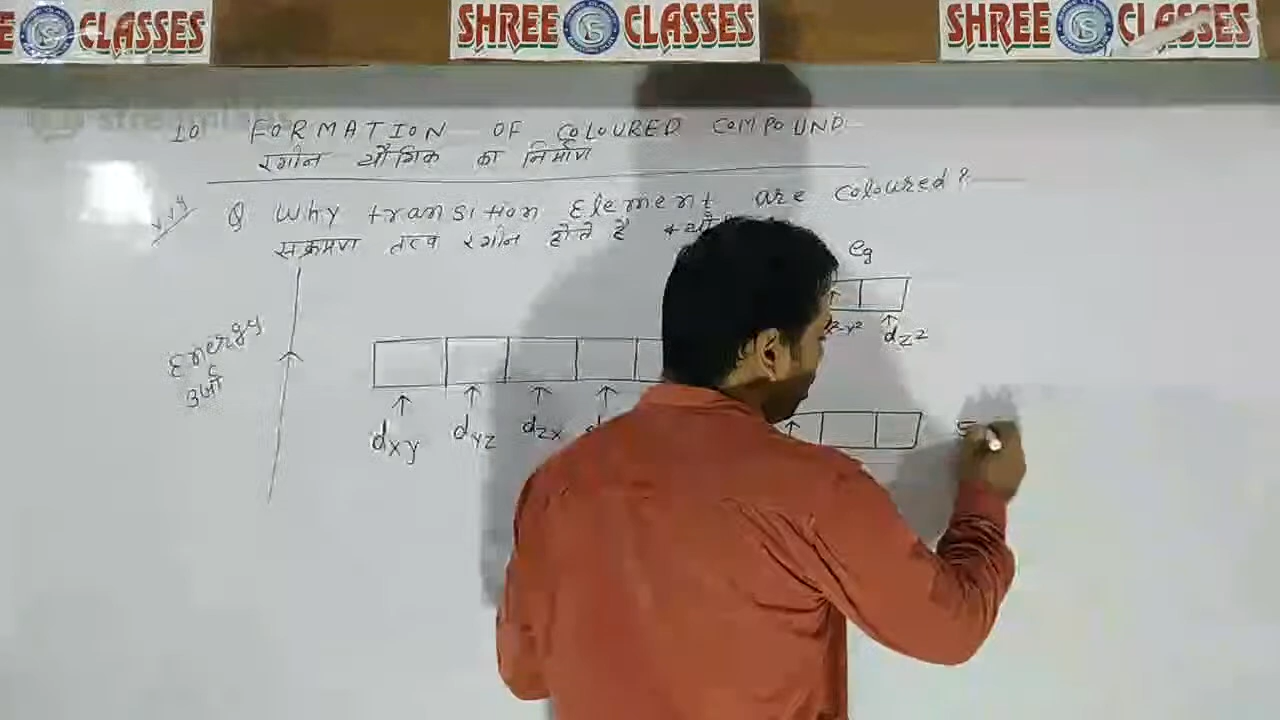 CLASSES SHREE CLASSES SHREE CLASSES
10 FORMATION OF COLOURED COMPOUND
रंगीन यौगिक का निर्माण
V.V.I Q Why transition Element are coloured?
संक्रमण तत्व रंगीन होते है
eg
Energy
ऊर्जा
dz²
dxy dyz dzx